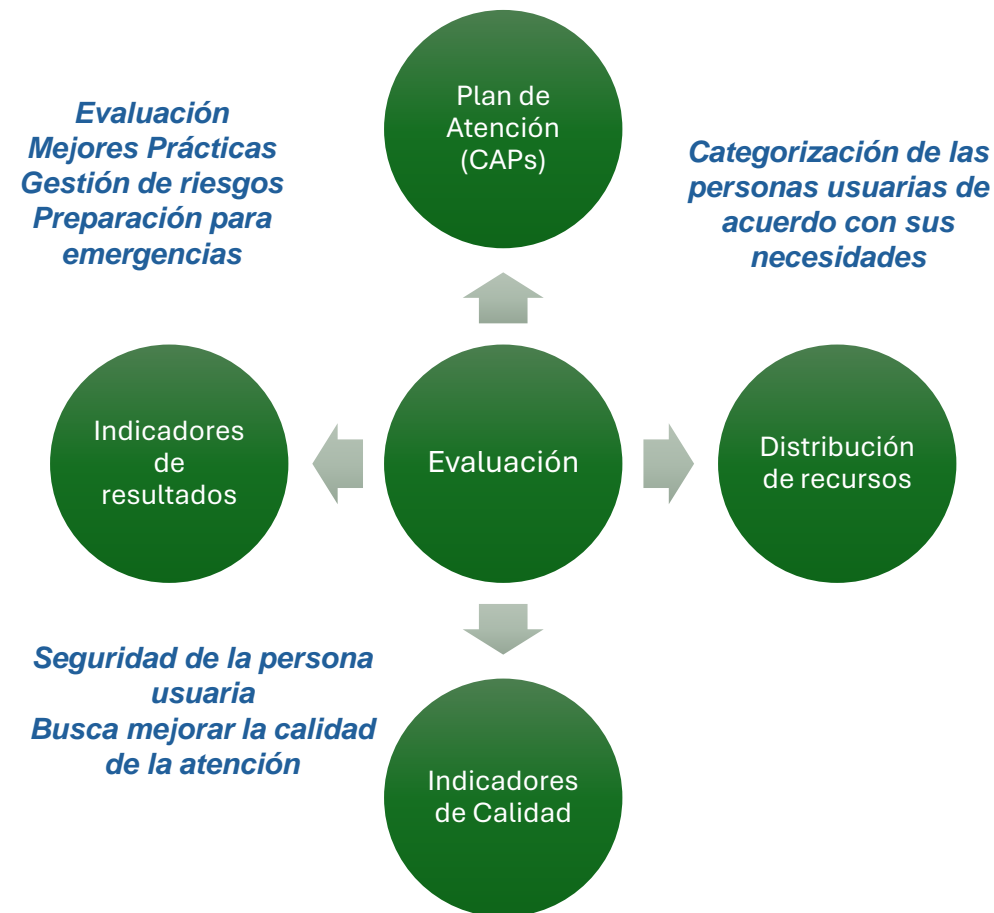 Plan de
Atención
(CAPs)
Evaluación
Mejores Prácticas
Gestión de riesgos
Preparación para
emergencias
Categorización de las
personas usuarias de
acuerdo con sus
necesidades
Indicadores
de
resultados
Evaluación
Distribución
de recursos
Seguridad de la persona
usuaria
Busca mejorar la calidad
de la atención
Indicadores
de Calidad